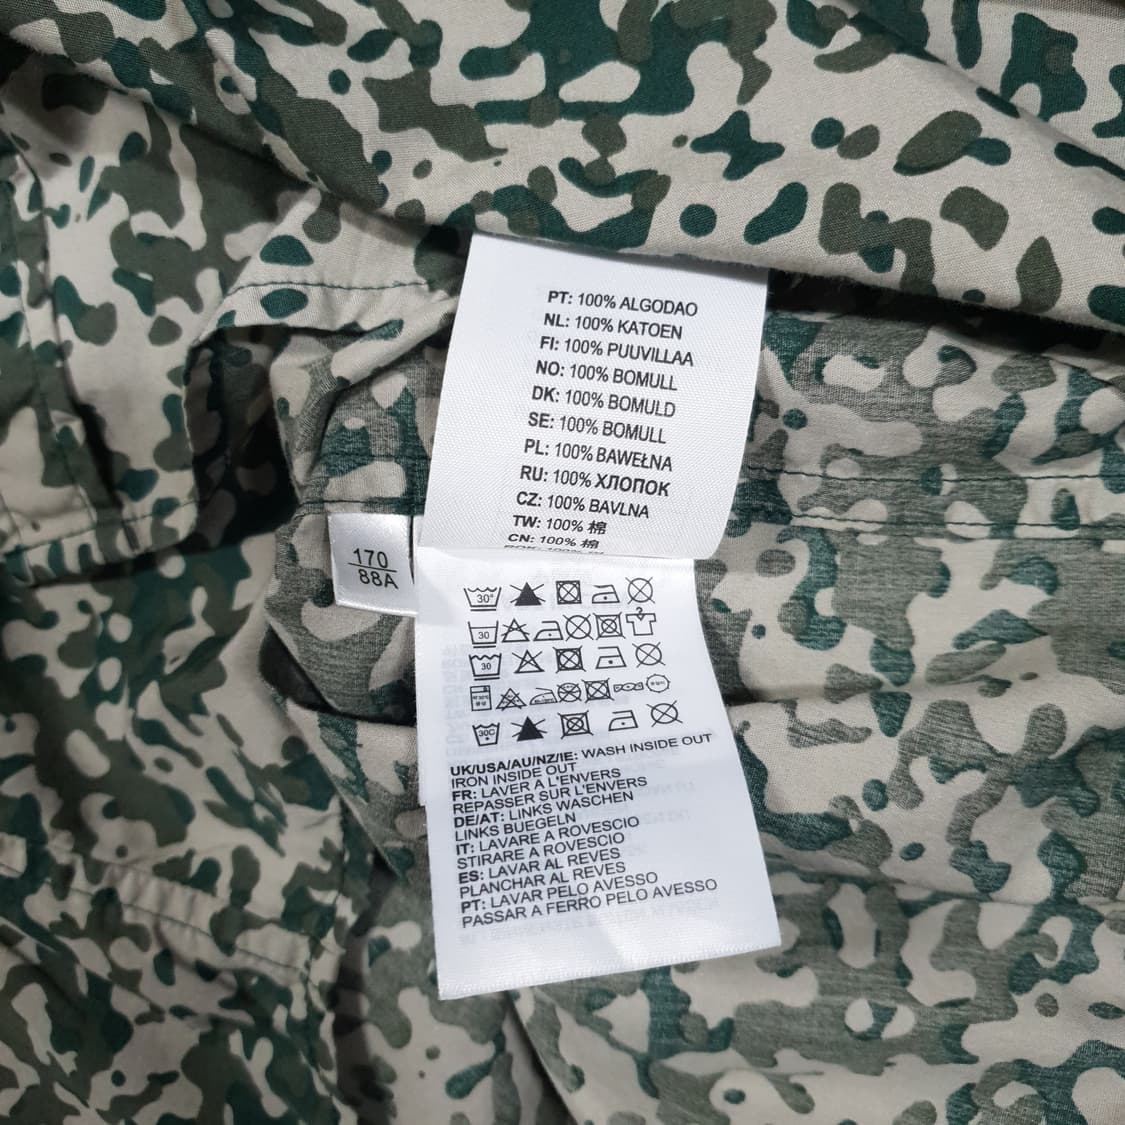 PT: 100% ALGODAO
NL: 100% KATOEN
FI: 100% PUUVILLAA
NO: 100% BOMULL
DK: 100% BOMULD
SE: 100% BOMULL
PL: 100% BAWEŁNA
RU: 100% ХЛОПОК
CZ: 100% BAVLNA
TW: 100% 棉
CN: 100% 棉
170
88A
30°
30
30
30C
UK/USA/AU/NZ/IE: WASH INSIDE OUT
IRON INSIDE OUT
FR: LAVER A L'ENVERS
REPASSER SUR L'ENVERS
DE/AT: LINKS WASCHEN
LINKS BUEGELN
IT: LAVARE A ROVESCIO
STIRARE A ROVESCIO
ES: LAVAR AL REVES
PLANCHAR AL REVES
PT: LAVAR PELO AVESSO
PASSAR A FERRO PELO AVESSO